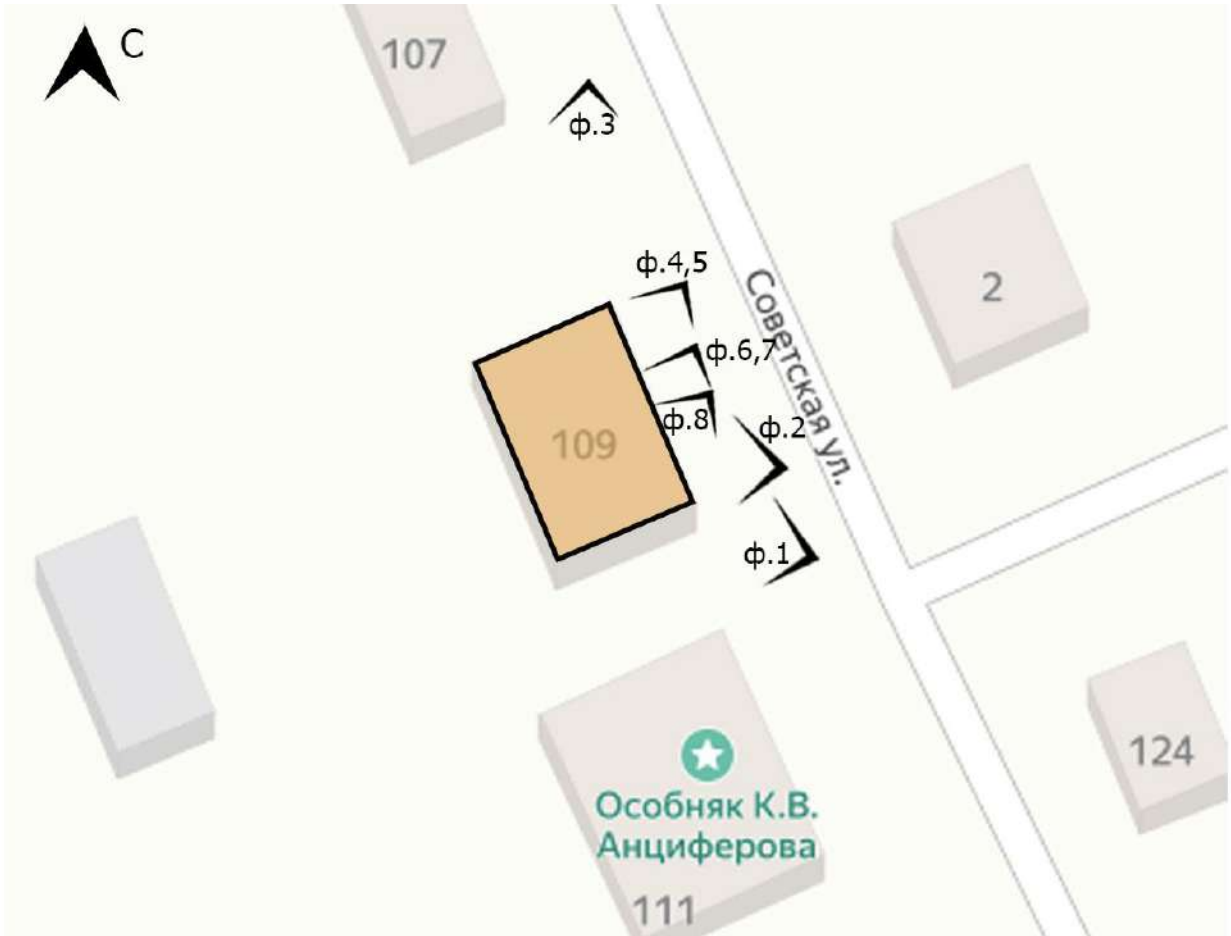 С
107
ф.3
ф.4,5
2
Советская ул.
ф.6,7
ф.8
ф.2
109
ф.1
124
Особняк К.В.
Анциферова
111